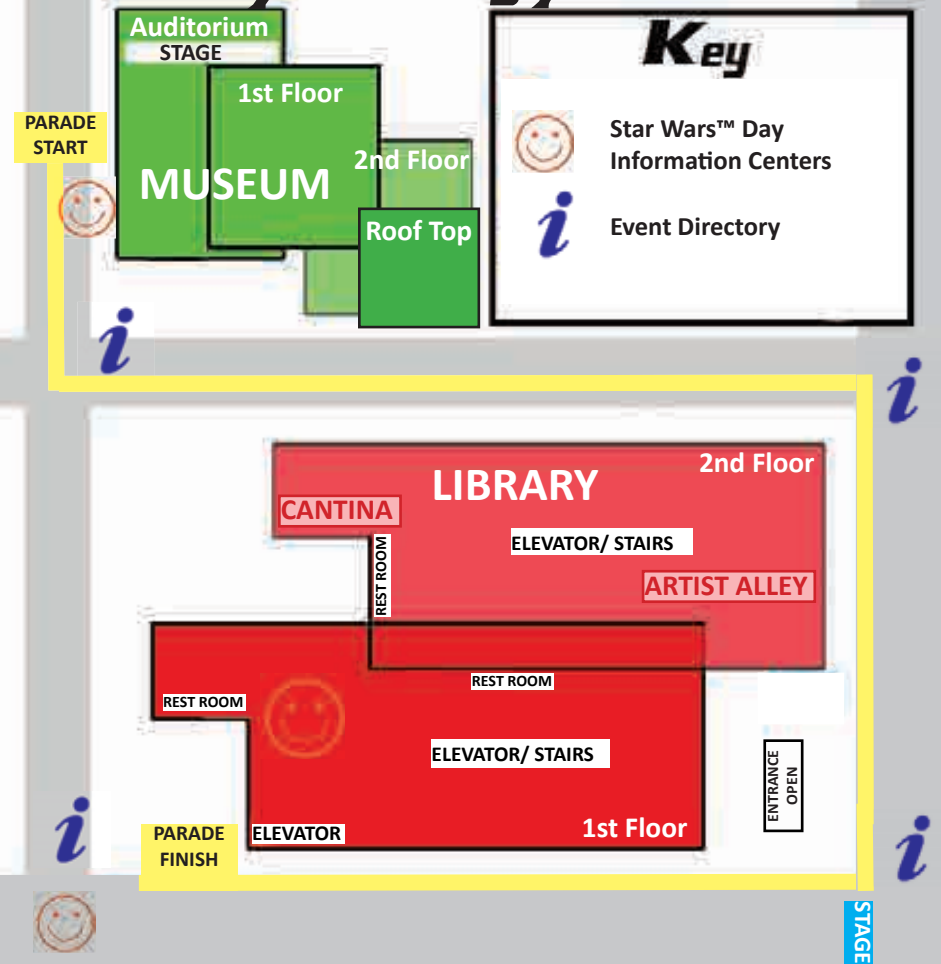 Auditorium
STAGE
1st Floor
PARADE
START
2nd Floor
MUSEUM
Roof Top
Key
Star Wars™ Day
Information Centers
i
Event Directory
i
i
2nd Floor
LIBRARY
CANTINA
ELEVATOR/ STAIRS
REST ROOM
ARTIST ALLEY
REST ROOM
REST ROOM
ELEVATOR/ STAIRS
ENTRANCE
OPEN
i
PARADE
FINISH
ELEVATOR
1st Floor
i
STAGE